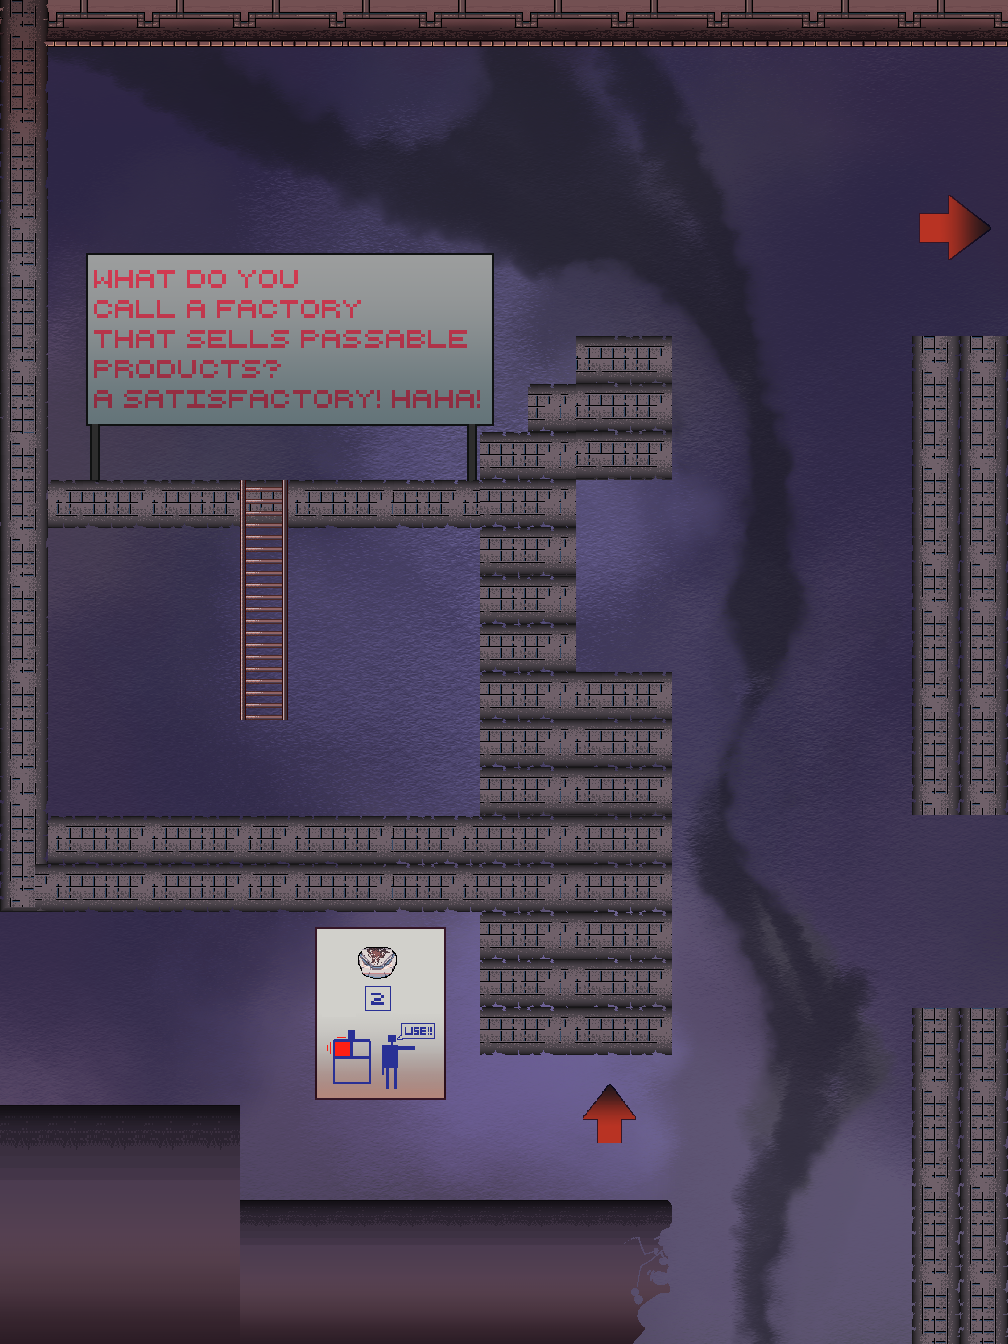 WHAT DO YOU
CALL A FACTORY
THAT SELLS PASSABLE
PRODUCTS?
A SATISFACTORY! HAHA!
2
USE!!